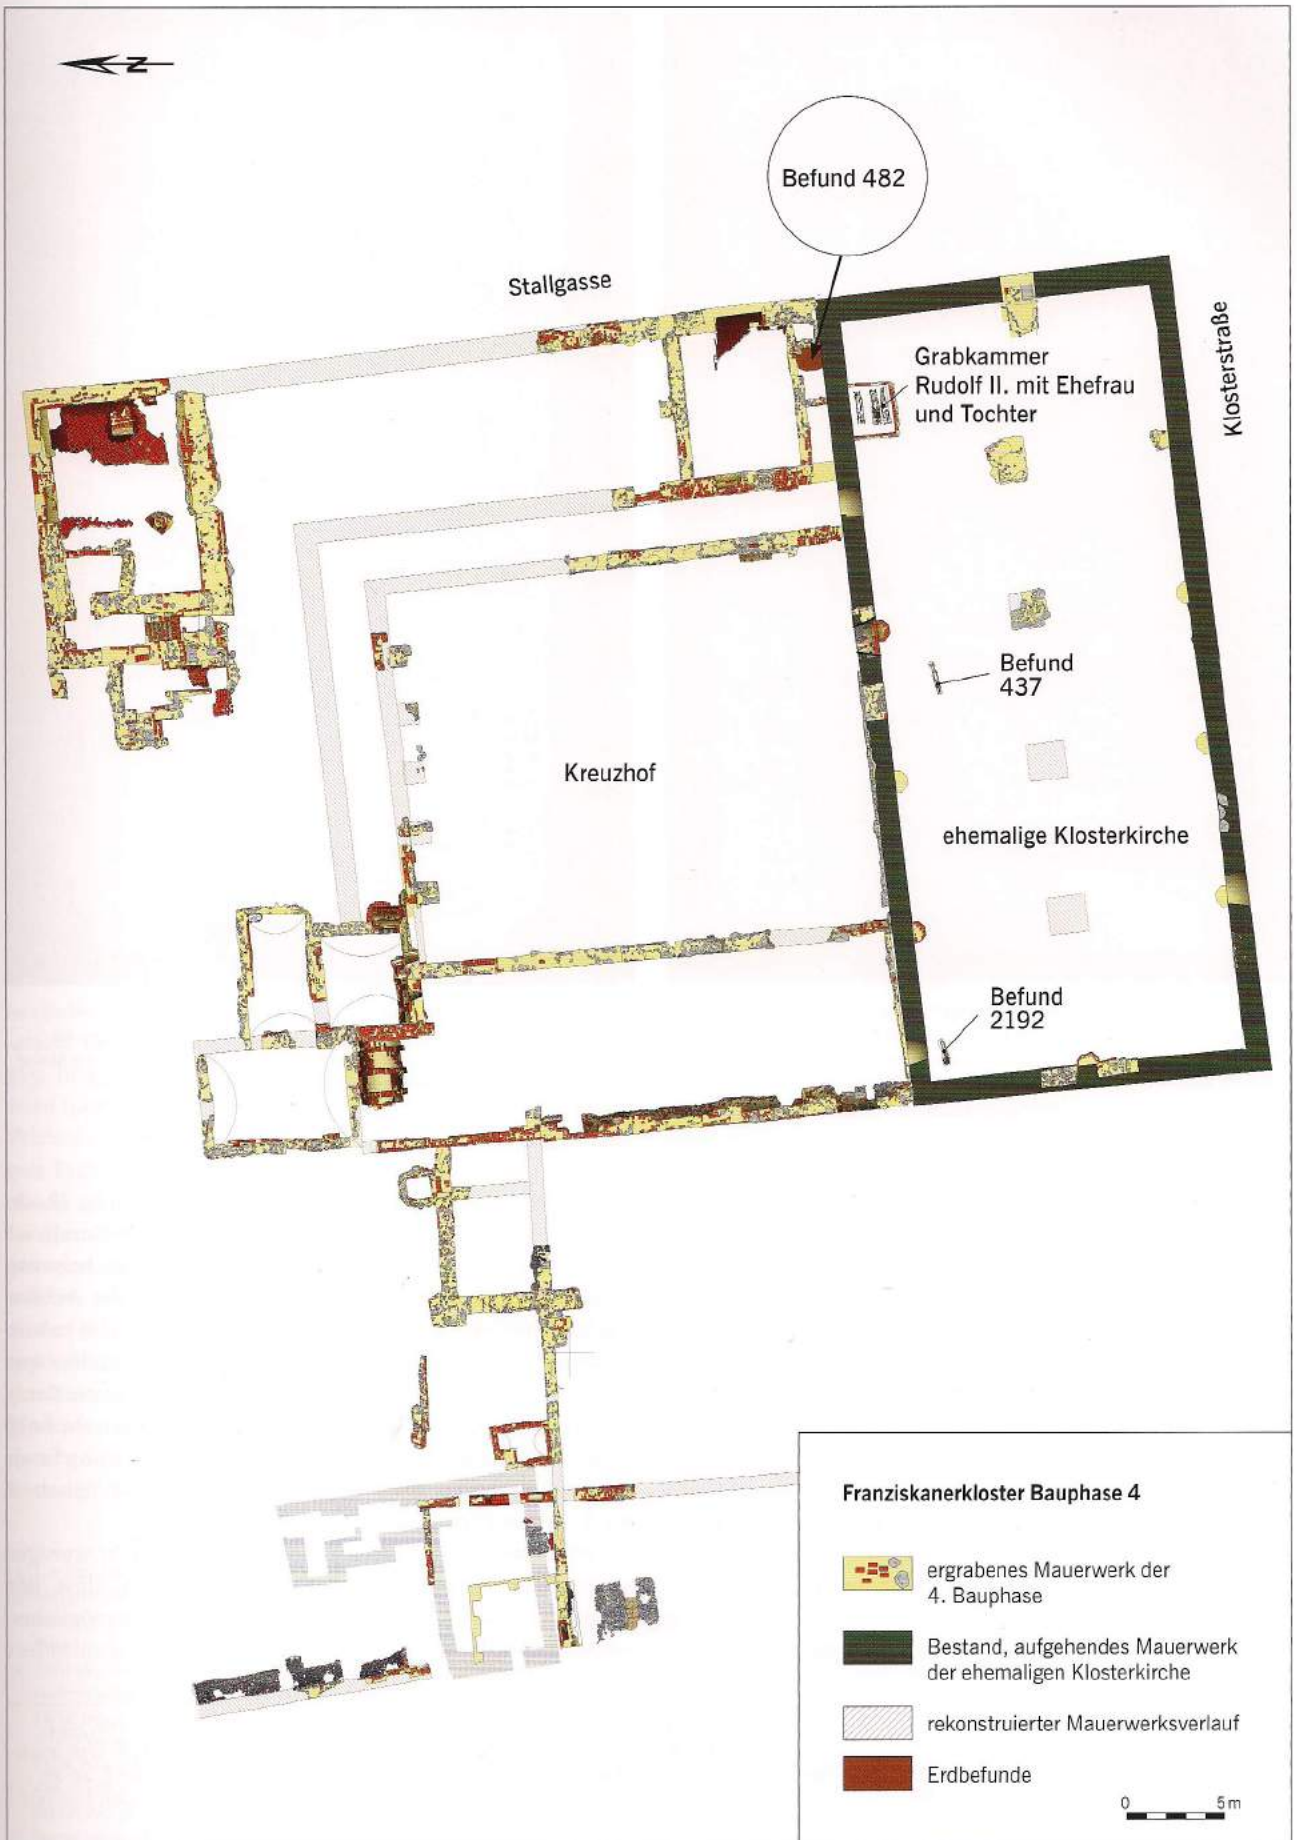 N
Befund 482
Stallgasse
Klosterstraße
Grabkammer
Rudolf II. mit Ehefrau
und Tochter
Befund
437
Kreuzhof
ehemalige Klosterkirche
Befund
2192
Franziskanerkloster Bauphase 4
ergrabenes Mauerwerk der
4. Bauphase
Bestand, aufgehendes Mauerwerk
der ehemaligen Klosterkirche
rekonstruierter Mauerwerksverlauf
Erdbefunde
0 5 m